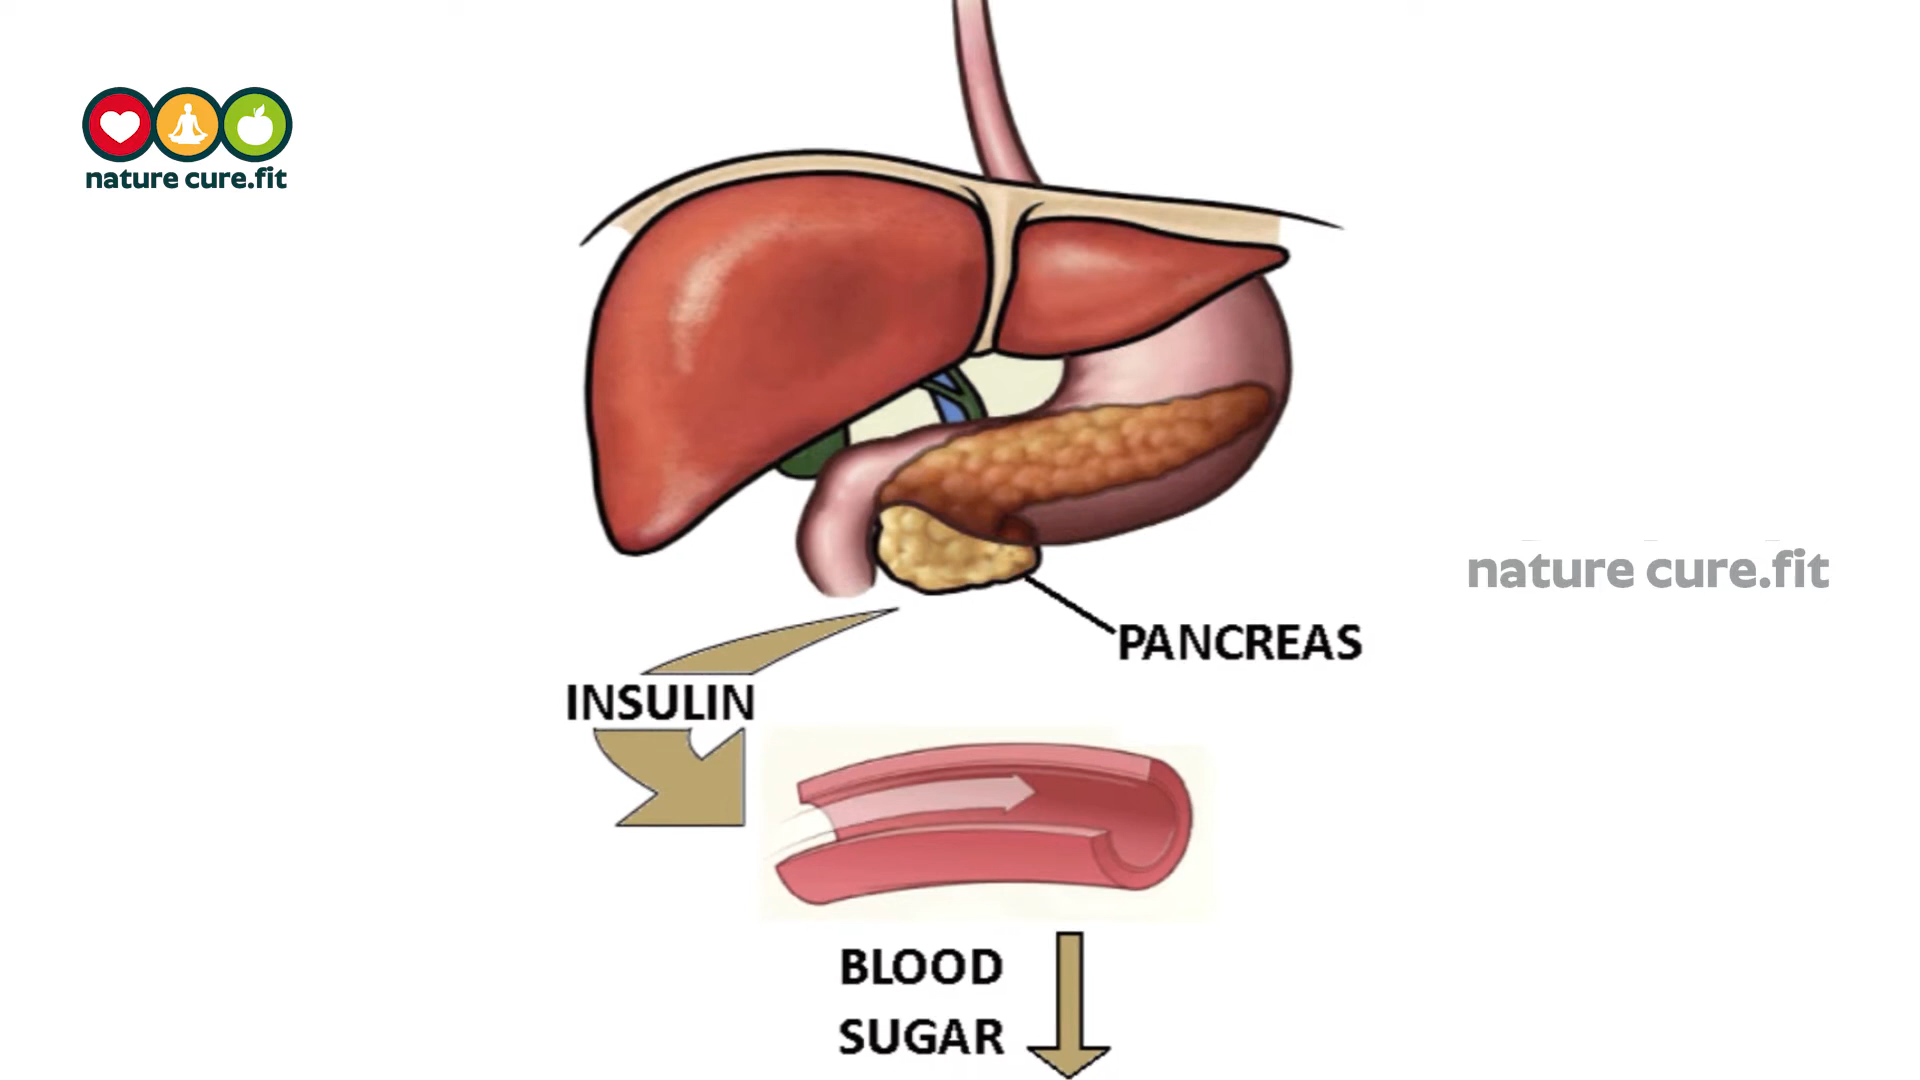 nature cure.fit
nature cure.fit
PANCREAS
INSULIN
BLOOD
SUGAR